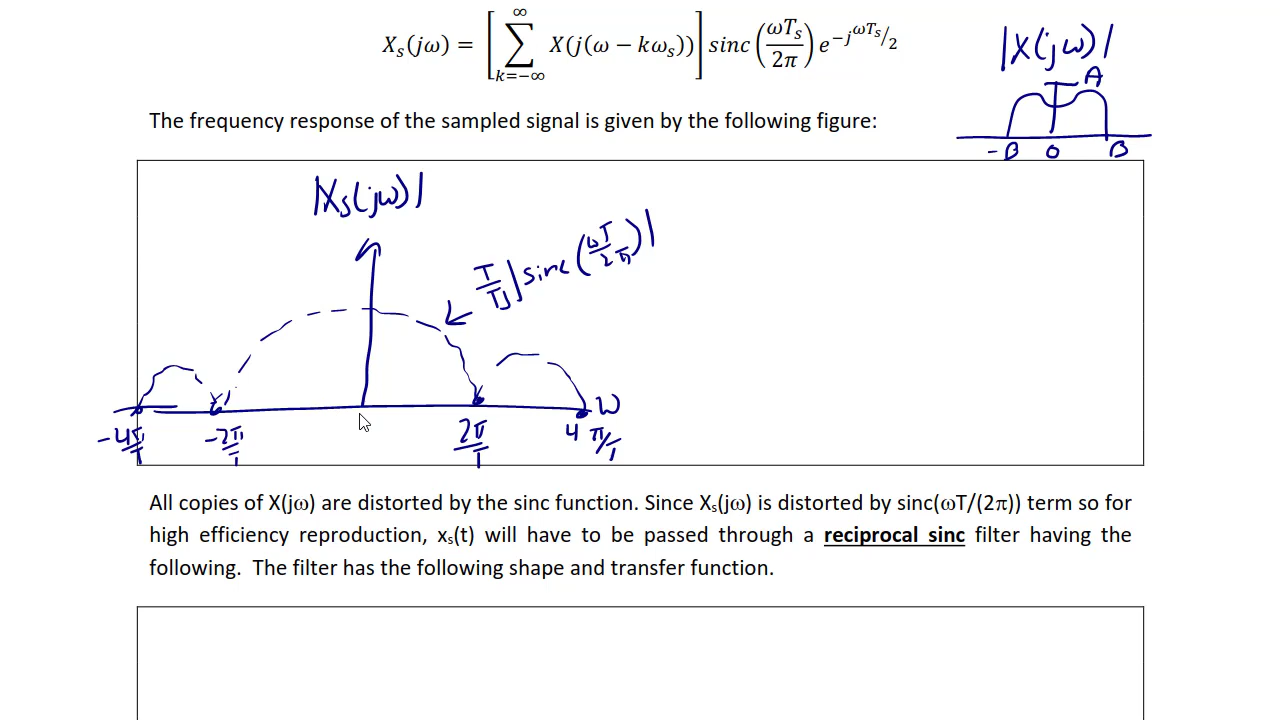 X_s(jω) = [∑_{k=−∞}^{∞} X(j(ω − kω_s))] sinc(ωT_s/2π) e^{−jωT_s/2}
|X(jω)|
A
The frequency response of the sampled signal is given by the following figure:
-B 0 B
|Xs(jω)|
T/TJ |sinc(ωT/2π)|
ω
-4π/T -2π/T 2π/T 4π/T
All copies of X(jω) are distorted by the sinc function. Since Xs(jω) is distorted by sinc(ωT/(2π)) term so for
high efficiency reproduction, xs(t) will have to be passed through a reciprocal sinc filter having the
following. The filter has the following shape and transfer function.